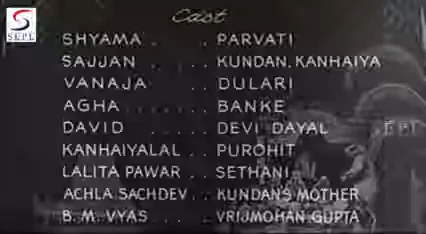 Cast
S
SEPL
SHYAMA . . . PARVATI
SAJJAN . . . . . KUNDAN, KANHAIYA
VANAJA . . DULARI
AGHA . . . . . . . BANKE
DAVID . . . . . . DEVI DAYAL
KANHAIYALAL . . PUROHIT
LALITA PAWAR . . SETHANI
ACHLA SACHDEV . . KUNDAN'S MOTHER
B. M. VYAS . . . . VRIJMOHAN GUPTA